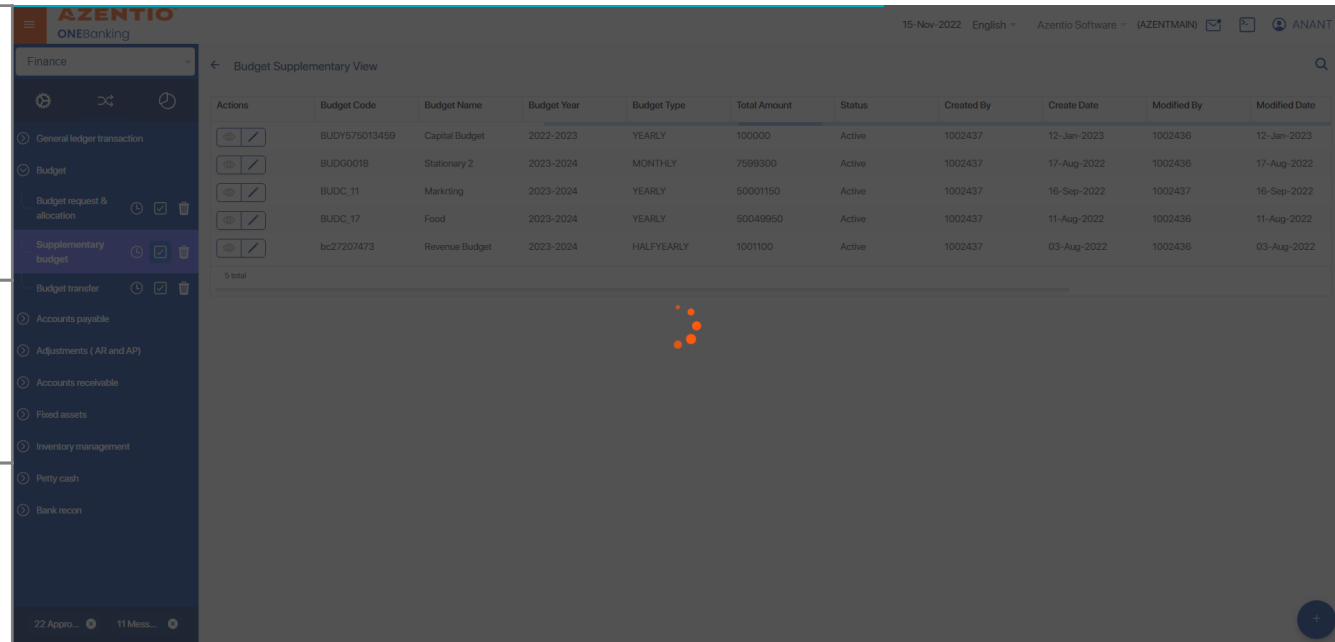 AZENTIO
ONEBanking
15-Nov-2022 English Azentio Software (AZENTMAIN) ANANT
Finance
Budget Supplementary View
Actions Budget Code Budget Name Budget Year Budget Type Total Amount Status Created By Create Date Modified By Modified Date
BUDY575013459 Capital Budget 2022-2023 YEARLY 100000 Active 1002437 12-Jan-2023 1002436 12-Jan-2023
BUDG0018 Stationary 2 2023-2024 MONTHLY 7599300 Active 1002437 17-Aug-2022 1002436 17-Aug-2022
BUDC_11 Markrting 2023-2024 YEARLY 50001150 Active 1002437 16-Sep-2022 1002437 16-Sep-2022
BUDC_17 Food 2023-2024 YEARLY 50049950 Active 1002437 11-Aug-2022 1002436 11-Aug-2022
bc27207473 Revenue Budget 2023-2024 HALFYEARLY 1001100 Active 1002437 03-Aug-2022 1002436 03-Aug-2022
5 total
General ledger transaction
Budget
Budget request &
allocation
Supplementary
budget
Budget transfer
Accounts payable
Adjustments ( AR and AP)
Accounts receivable
Fixed assets
Inventory management
Petty cash
Bank recon
22 Appro... 11 Mess...